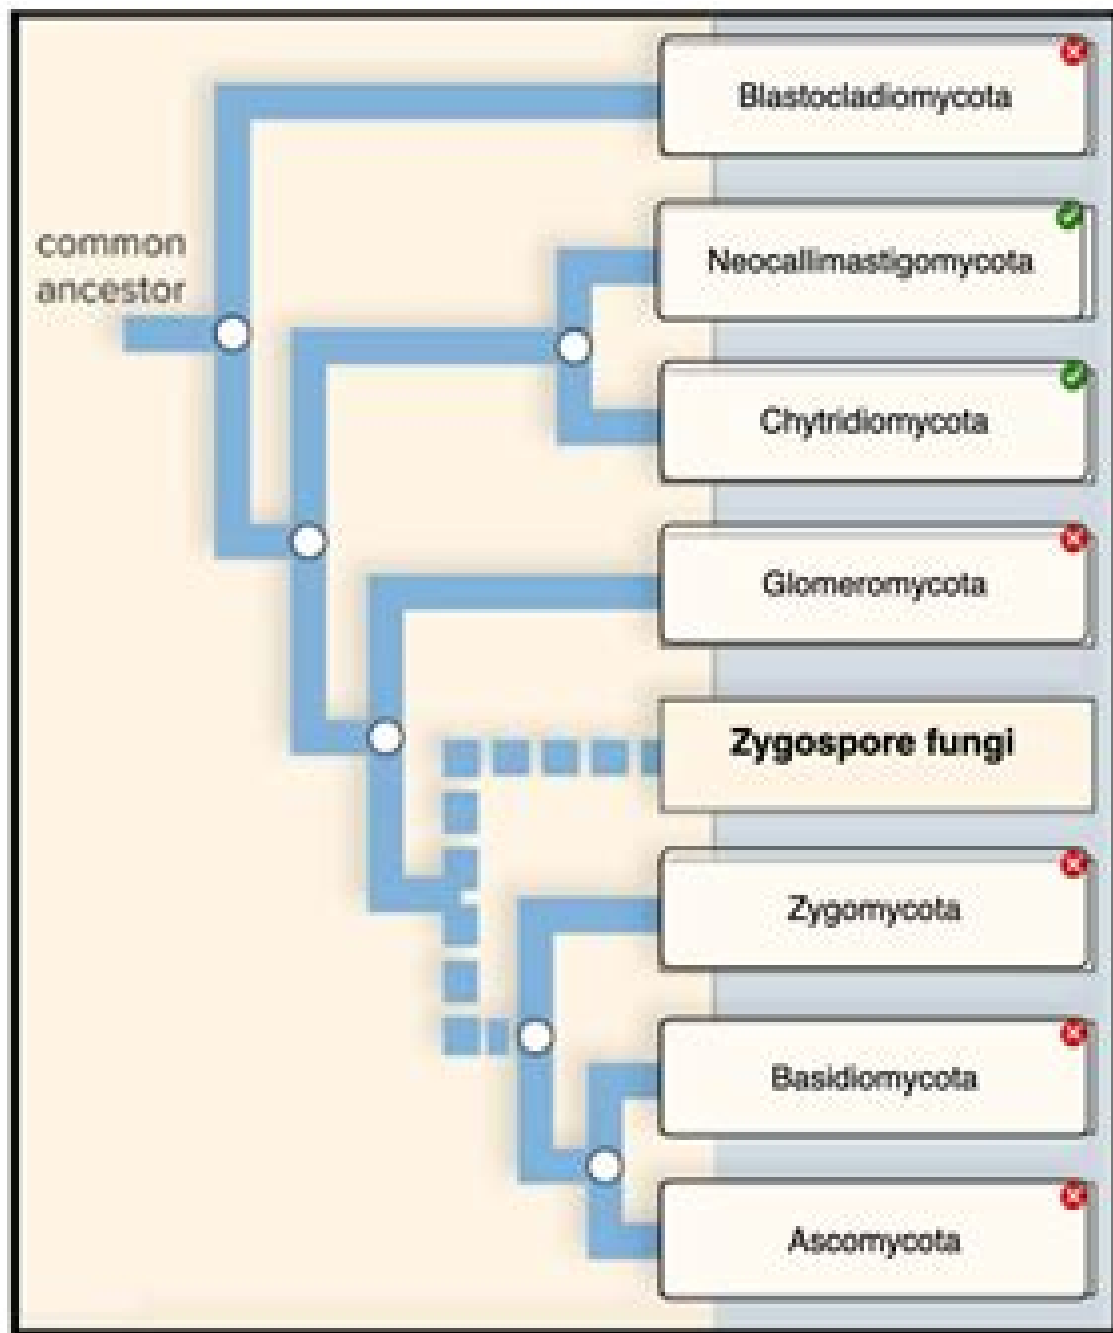 Blastocladiomycota
common
ancestor
Neocallimastigomycota
Chytridiomycota
Glomeromycota
Zygospore fungi
Zygomycota
Basidiomycota
Ascomycota